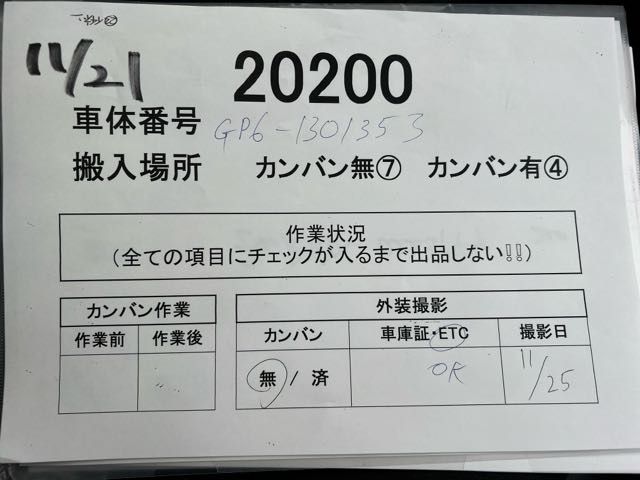 11/21
20200
車体番号 GP6-1301353
搬入場所 カンバン無⑦ カンバン有④
作業状況
（全ての項目にチェックが入るまで出品しない!!）
カンバン作業
作業前 作業後
外装撮影
カンバン 車庫証・ETC 撮影日
無 / 済 OK 11/25